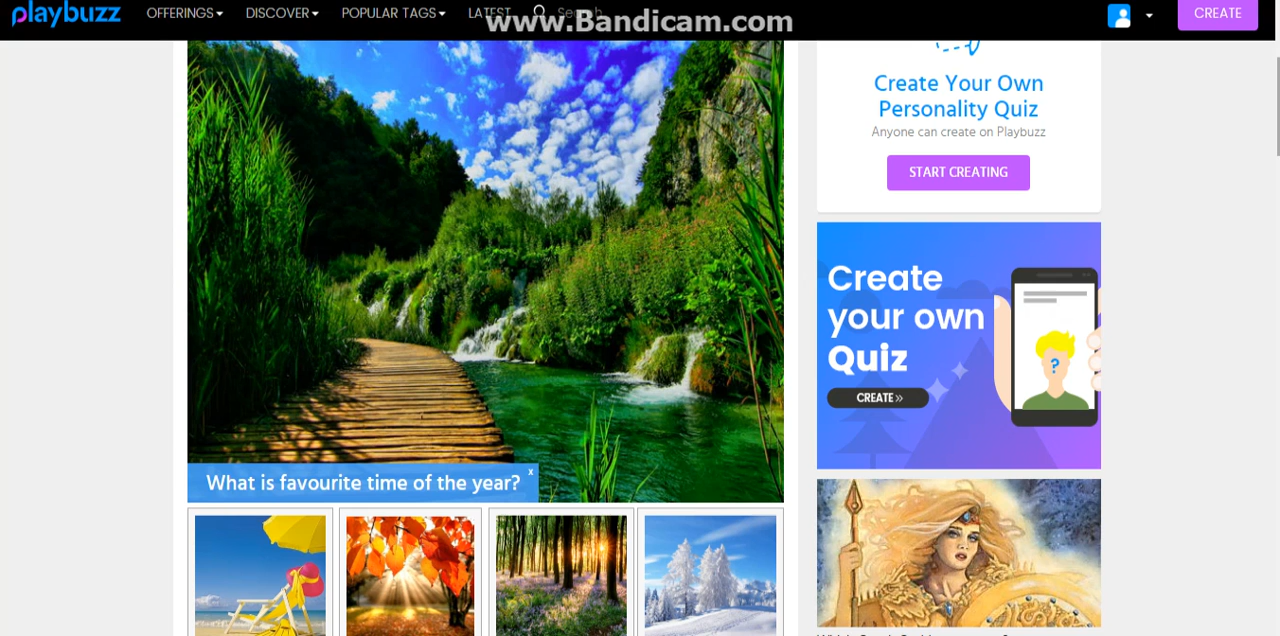 playbuzz
OFFERINGS
DISCOVER
POPULAR TAGS
LATEST
Search
www.Bandicam.com
CREATE
Create Your Own
Personality Quiz
Anyone can create on Playbuzz
START CREATING
Create
your own
Quiz
CREATE »
?
What is favourite time of the year?
x